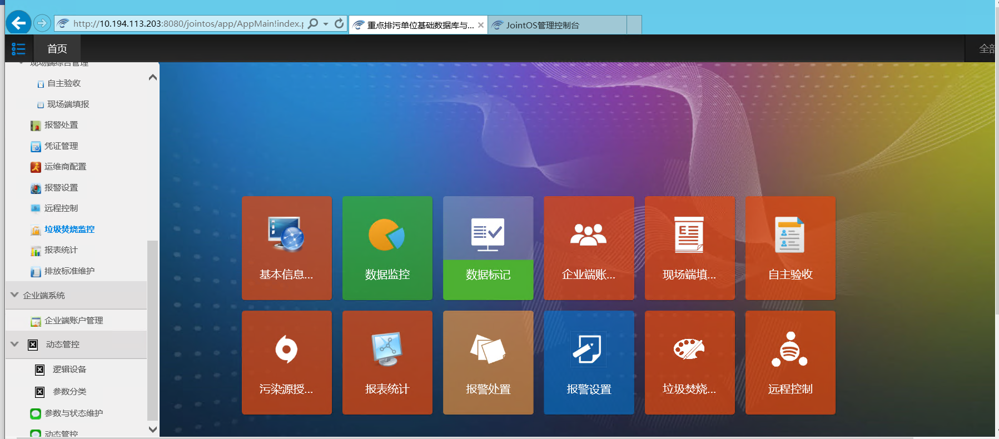 http://10.194.113.203:8080/jointos/app/AppMain!index.p
重点排污单位基础数据库与...
JointOS管理控制台
首页
全部
现场端综合管理
自主验收
现场端填报
报警处置
凭证管理
运维商配置
报警设置
远程控制
垃圾焚烧监控
报表统计
排放标准维护
企业端系统
企业端账户管理
动态管控
逻辑设备
参数分类
参数与状态维护
动态管控
基本信息...
数据监控
数据标记
企业端账...
现场端填...
自主验收
污染源授...
报表统计
报警处置
报警设置
垃圾焚烧...
远程控制